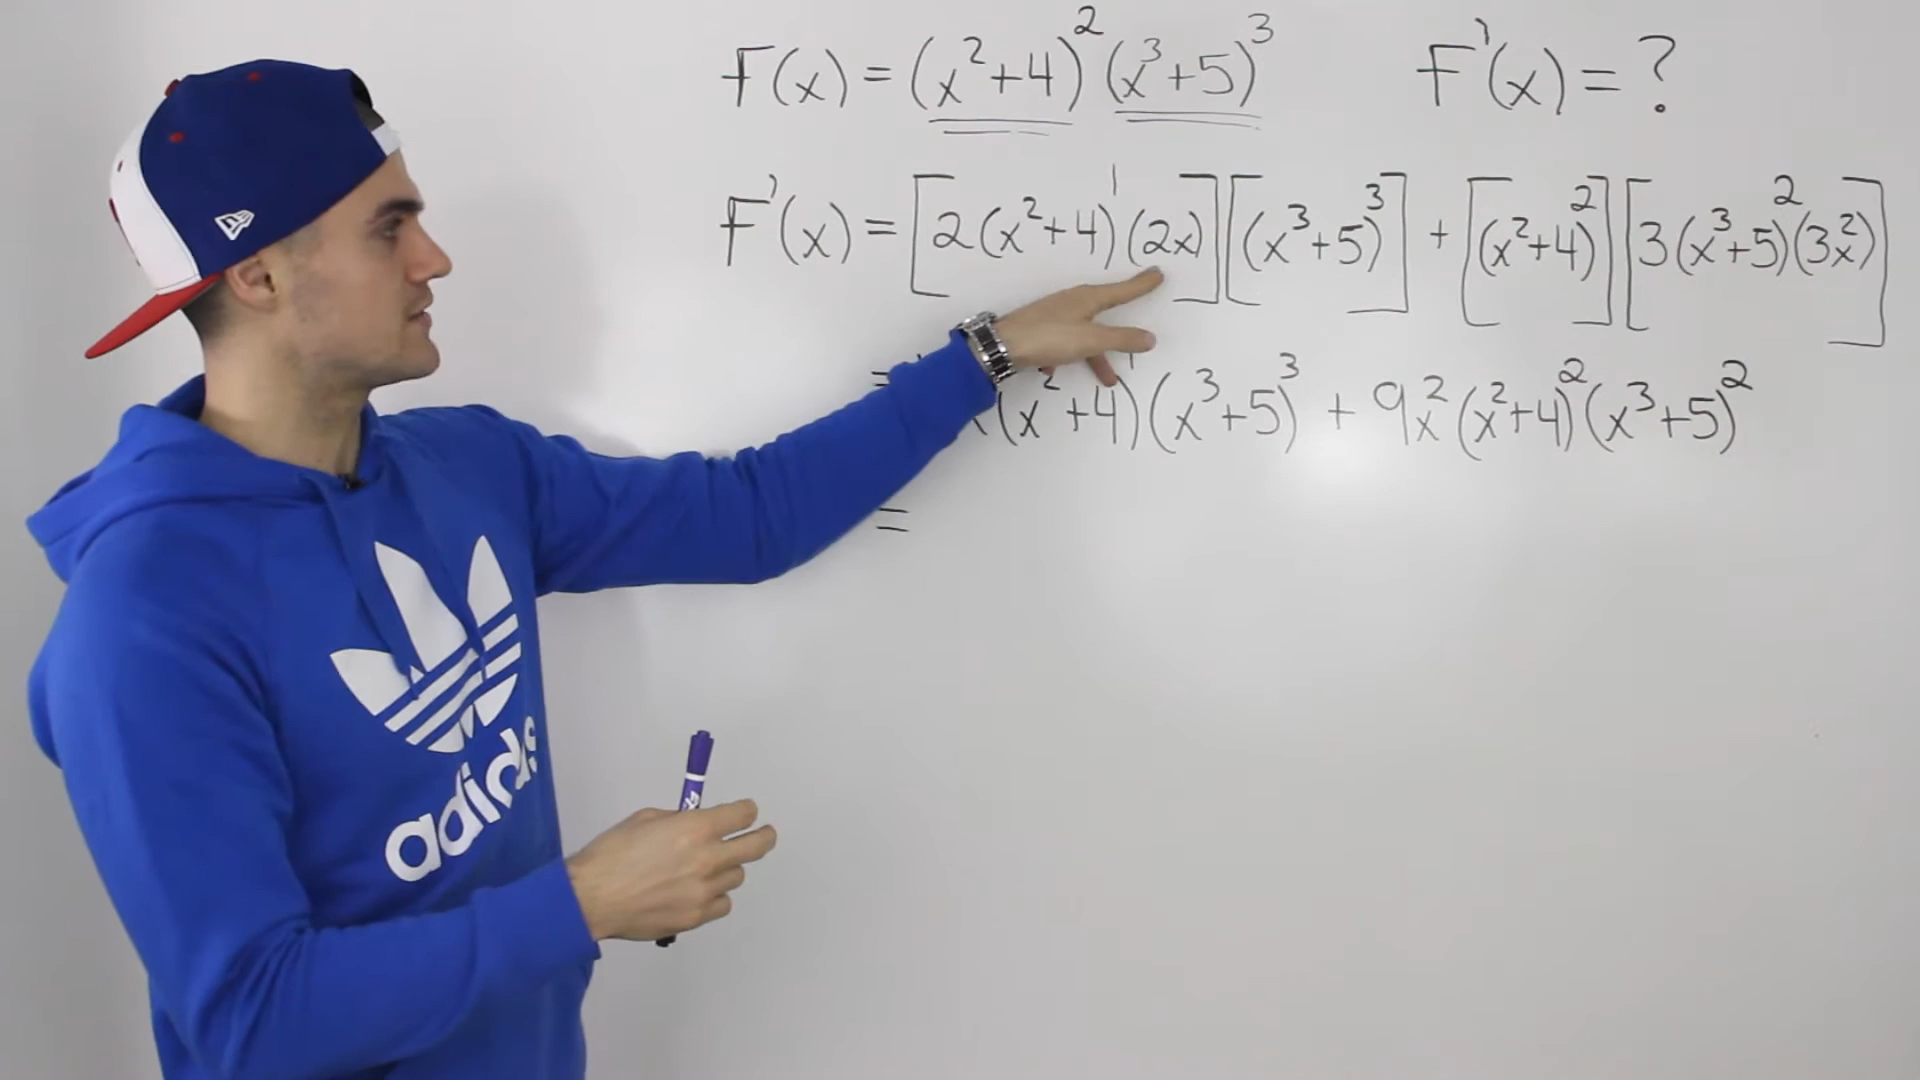 F(x) = (x²+4)² (x³+5)³ F'(x) = ?
F'(x) = [2(x²+4)¹(2x)][(x³+5)³] + [(x²+4)²][3(x³+5)²(3x²)]
= (x²+4)¹(x³+5)³ + 9x²(x²+4)²(x³+5)²
=
adidas